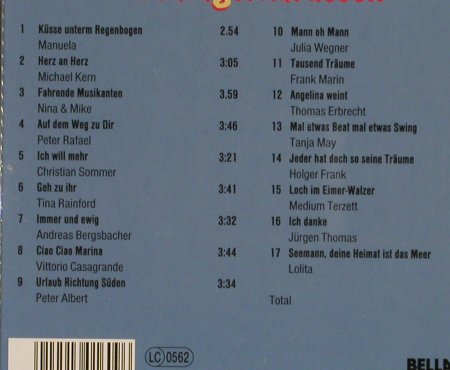 1 Küsse unterm Regenbogen 2.54
Manuela
2 Herz an Herz 3:05
Michael Kern
3 Fahrende Musikanten 3.59
Nina & Mike
4 Auf dem Weg zu Dir 3:46
Peter Rafael
5 Ich will mehr 3:21
Christian Sommer
6 Geh zu ihr 3:41
Tina Rainford
7 Immer und ewig 3:32
Andreas Bergsbacher
8 Ciao Ciao Marina 3:44
Vittorio Casagrande
9 Urlaub Richtung Süden 3:34
Peter Albert
10 Mann oh Mann
Julia Wegner
11 Tausend Träume
Frank Marin
12 Angelina weint
Thomas Erbrecht
13 Mal etwas Beat mal etwas Swing
Tanja May
14 Jeder hat doch so seine Träume
Holger Frank
15 Loch im Eimer-Walzer
Medium Terzett
16 Ich danke
Jürgen Thomas
17 Seemann, deine Heimat ist das Meer
Lolita
Total
LC 0562